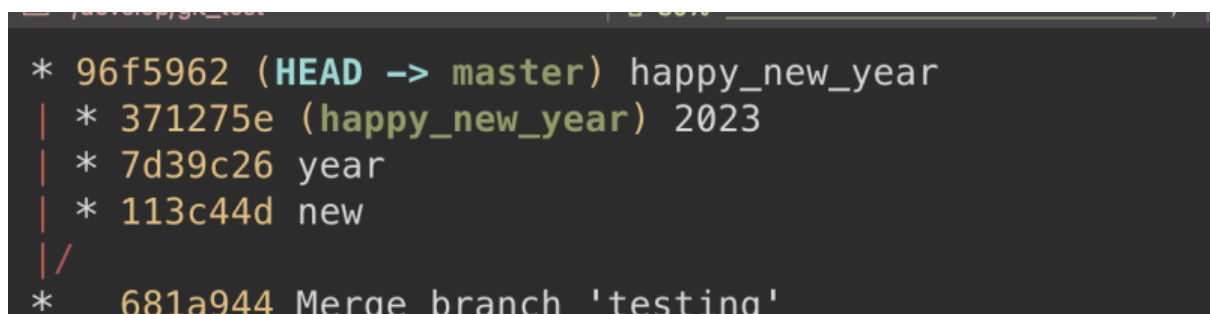 * 96f5962 (HEAD -> master) happy_new_year
| * 371275e (happy_new_year) 2023
| * 7d39c26 year
| * 113c44d new
|/
* 681a944 Merge branch 'testing'